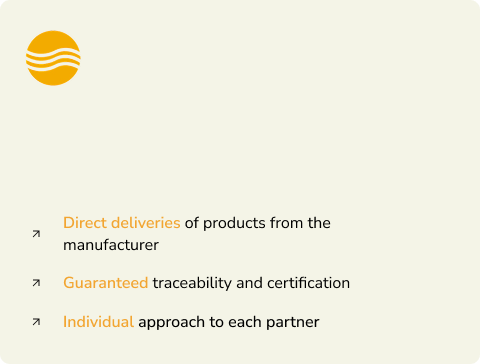 Direct deliveries of products from the
manufacturer
Guaranteed traceability and certification
Individual approach to each partner